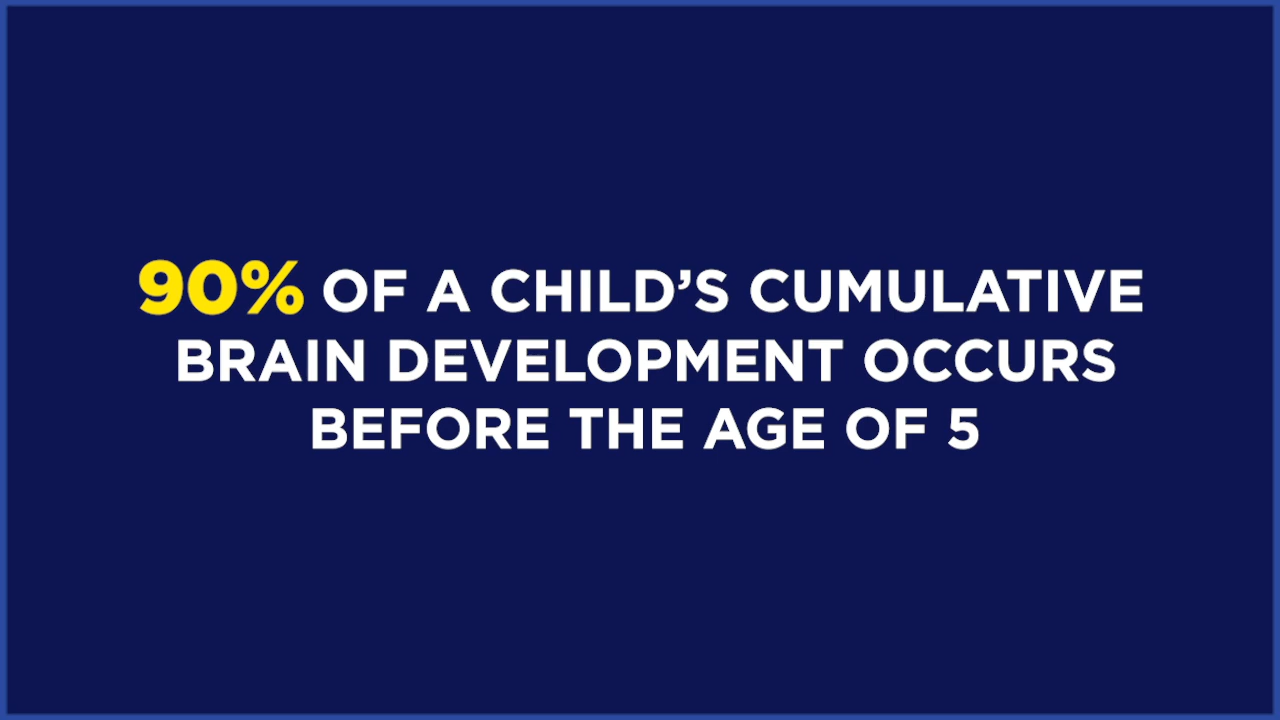 90% OF A CHILD’S CUMULATIVE
BRAIN DEVELOPMENT OCCURS
BEFORE THE AGE OF 5